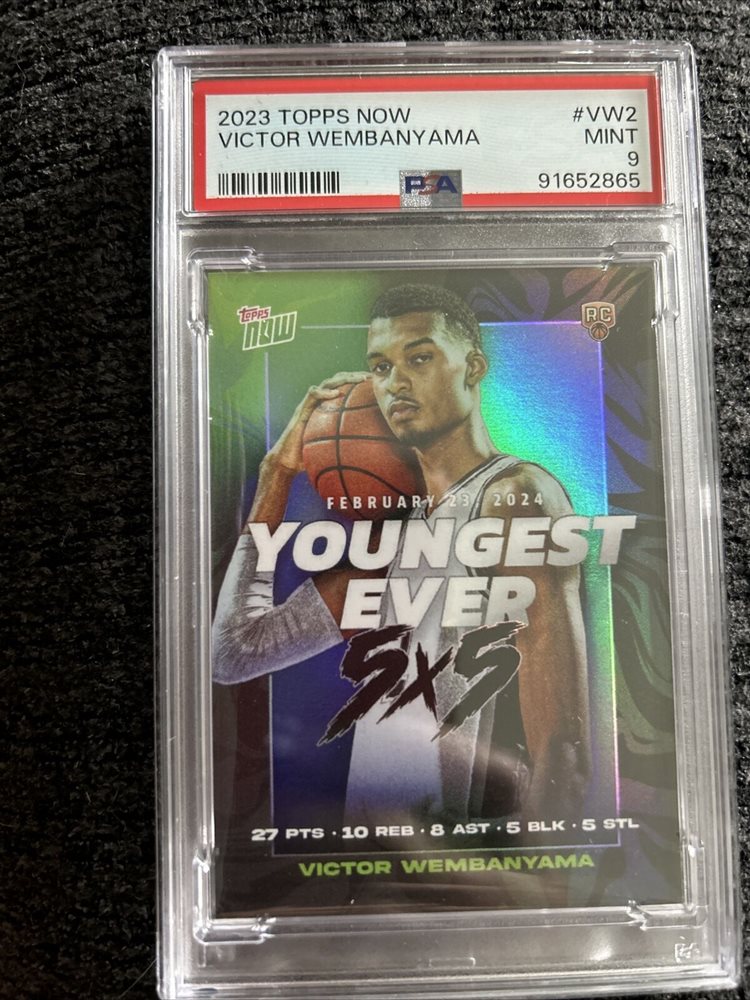 2023 TOPPS NOW #VW2
VICTOR WEMBANYAMA MINT
9
PSA 91652865
topps
now
RC
FEBRUARY 23, 2024
YOUNGEST
EVER
5x5
27 PTS · 10 REB · 8 AST · 5 BLK · 5 STL
VICTOR WEMBANYAMA